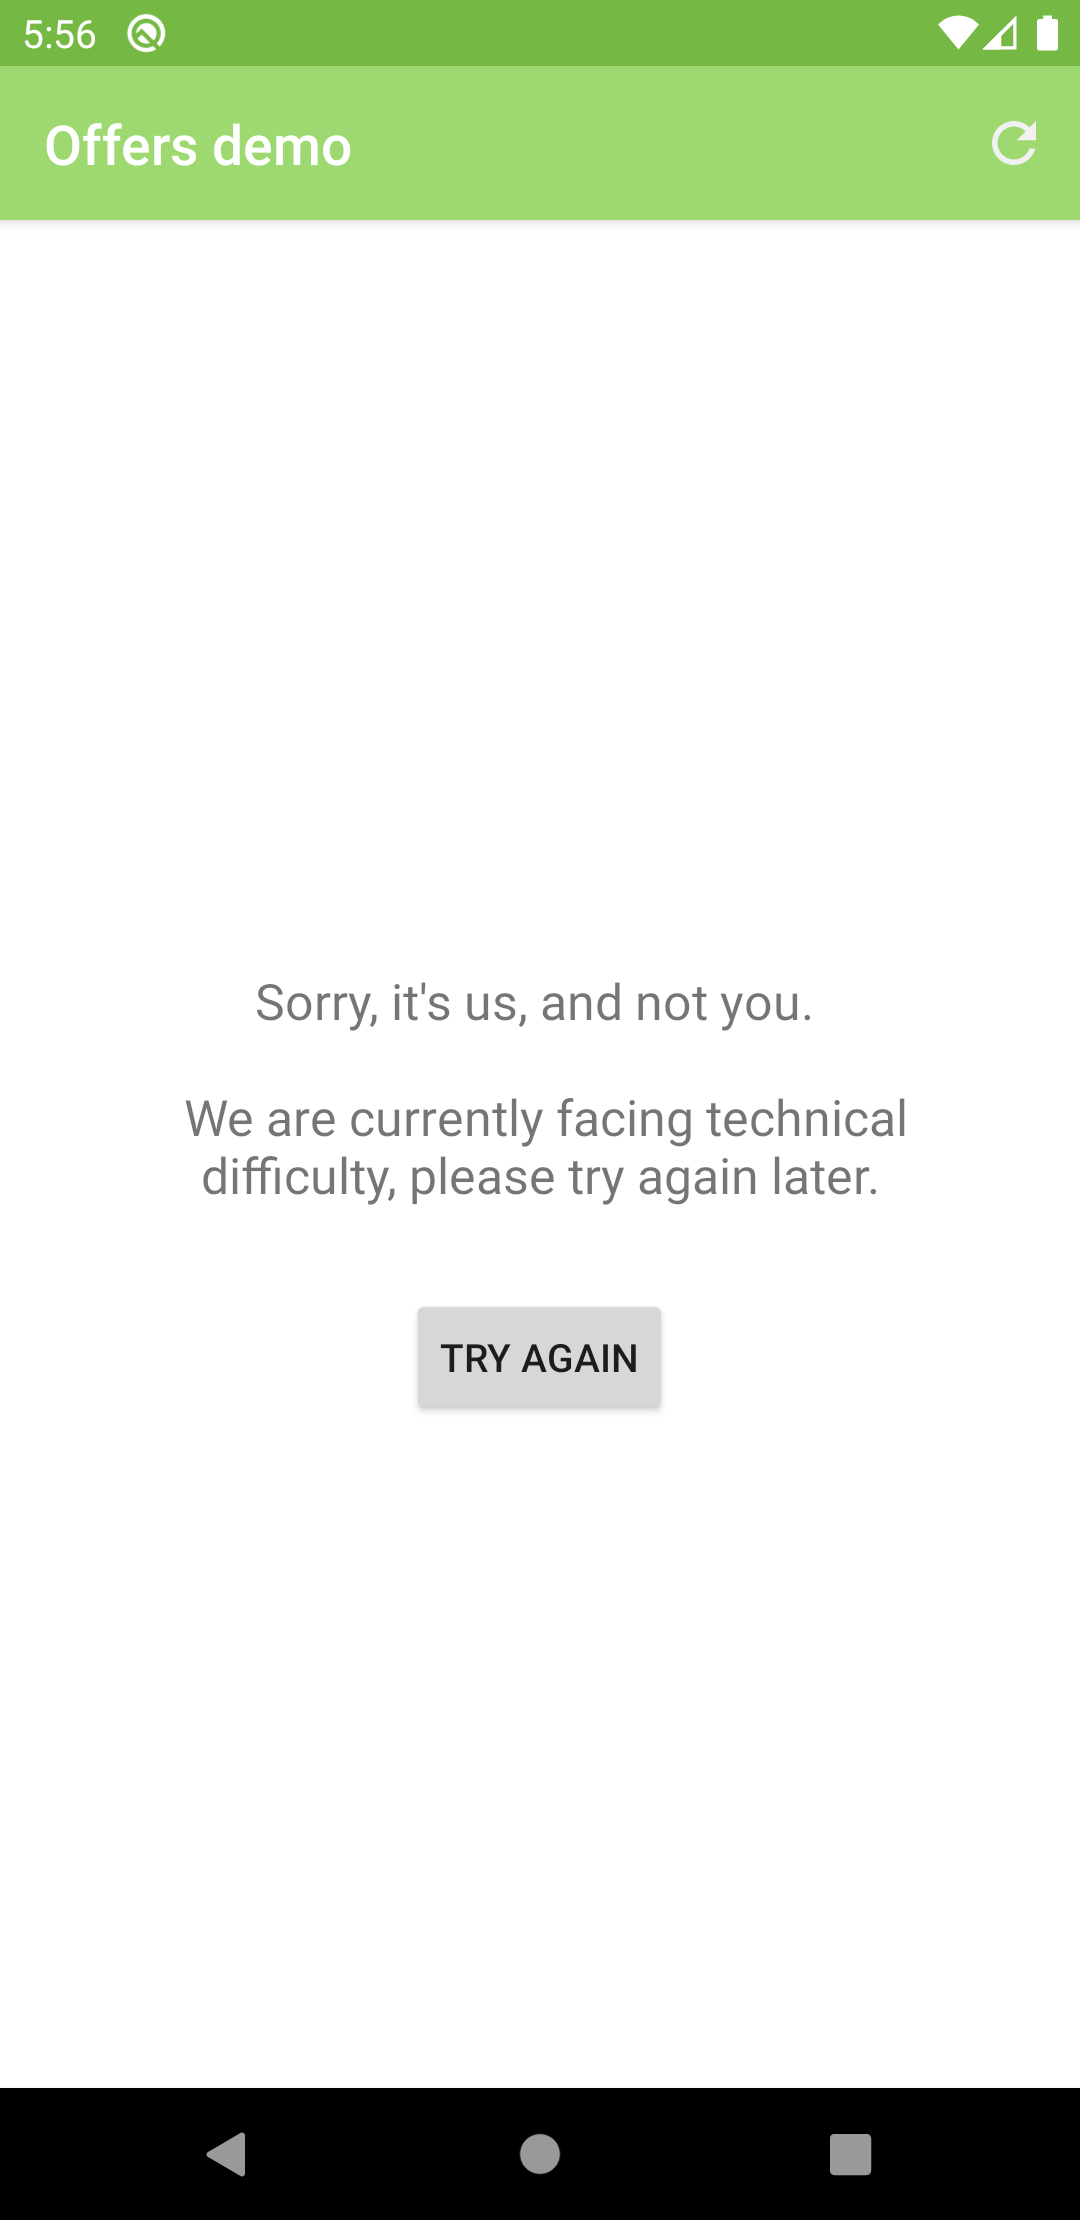 5:56
Offers demo
Sorry, it's us, and not you.
We are currently facing technical
difficulty, please try again later.
TRY AGAIN